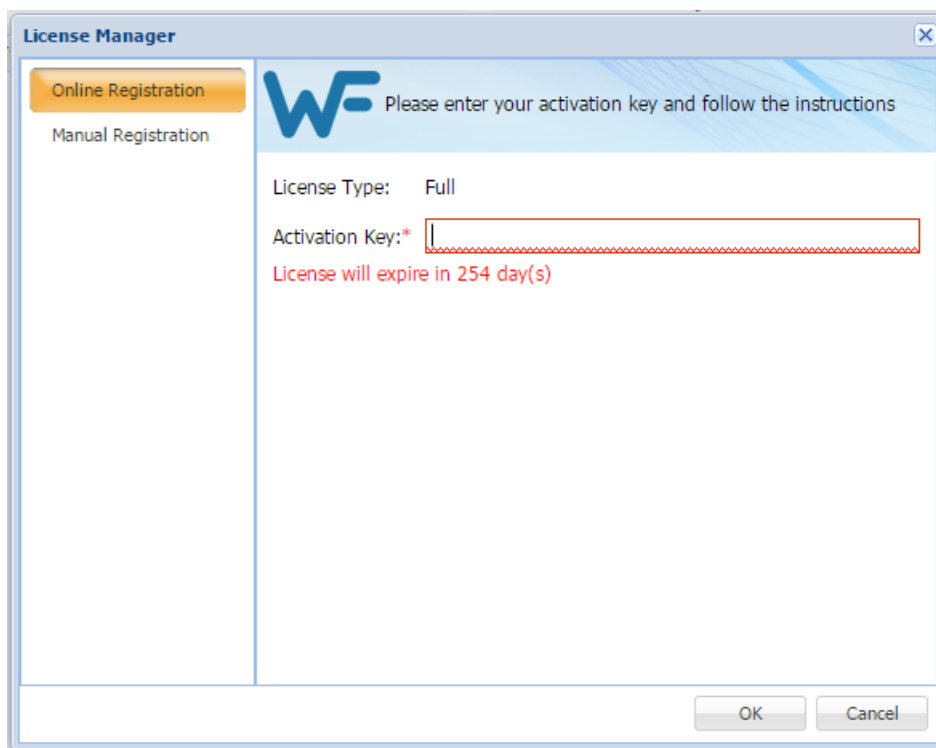 License Manager
Online Registration
Manual Registration
WF Please enter your activation key and follow the instructions
License Type: Full
Activation Key:*
License will expire in 254 day(s)
OK Cancel